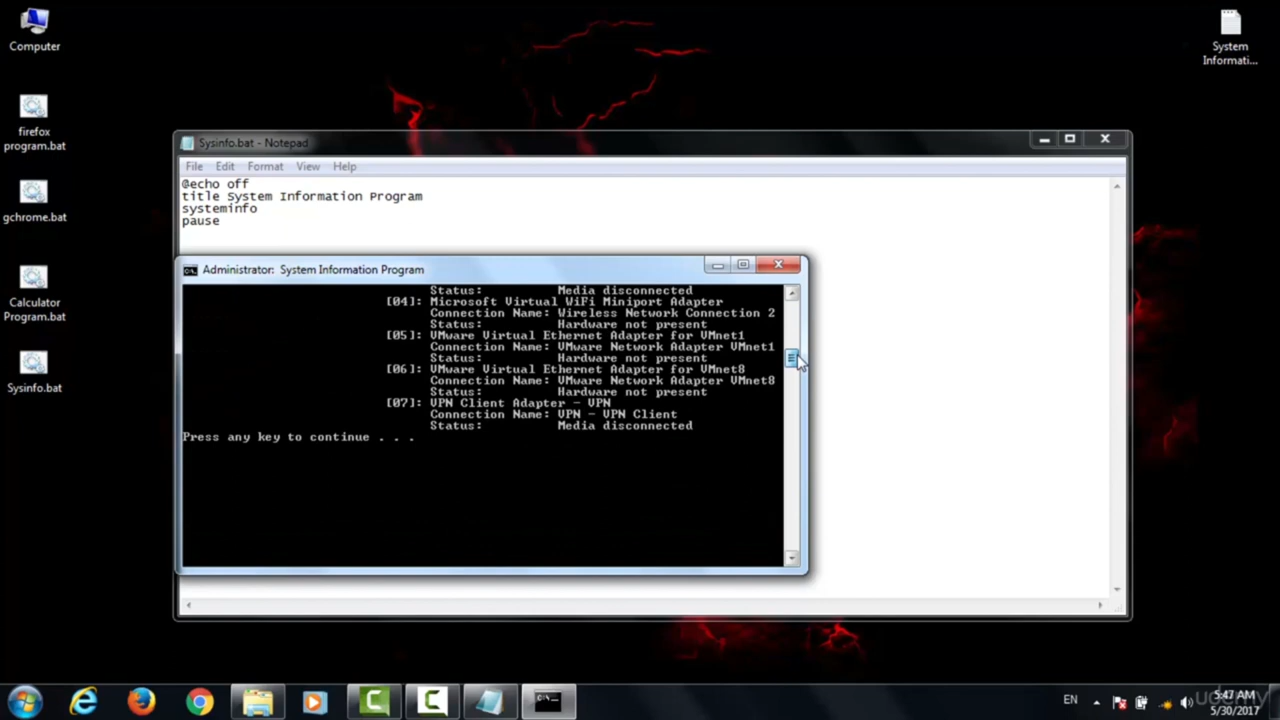 Computer
firefox
program.bat
gchrome.bat
Calculator
Program.bat
Sysinfo.bat
System
Informati...
Sysinfo.bat - Notepad
File Edit Format View Help
@echo off
title System Information Program
systeminfo
pause
Administrator: System Information Program
Status: Media disconnected
[04]: Microsoft Virtual WiFi Miniport Adapter
Connection Name: Wireless Network Connection 2
Status: Hardware not present
[05]: VMware Virtual Ethernet Adapter for VMnet1
Connection Name: VMware Network Adapter VMnet1
Status: Hardware not present
[06]: VMware Virtual Ethernet Adapter for VMnet8
Connection Name: VMware Network Adapter VMnet8
Status: Hardware not present
[07]: VPN Client Adapter - VPN
Connection Name: VPN - VPN Client
Status: Media disconnected
Press any key to continue . . .
EN
5:47 AM
5/30/2017
udemy